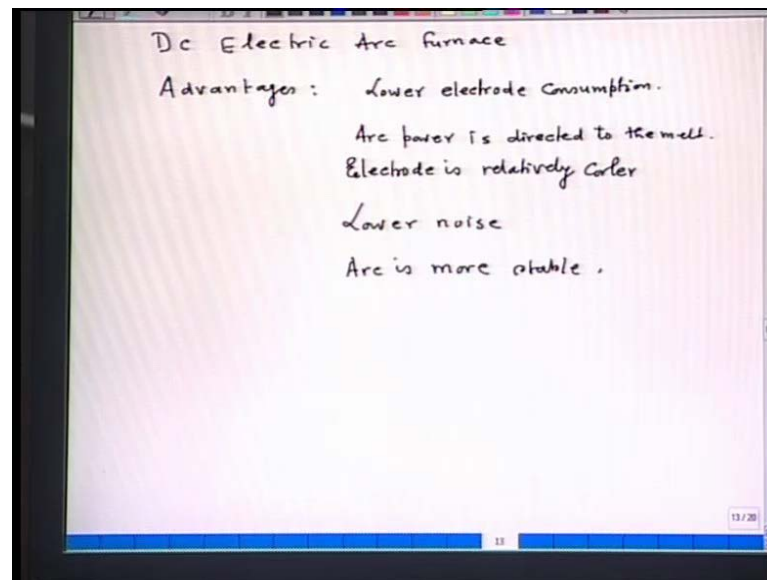 Dc Electric Arc furnace
Advantages : Lower electrode consumption.
Arc power is directed to the melt.
Electrode is relatively cooler
Lower noise
Arc is more stable .
13 / 20
13